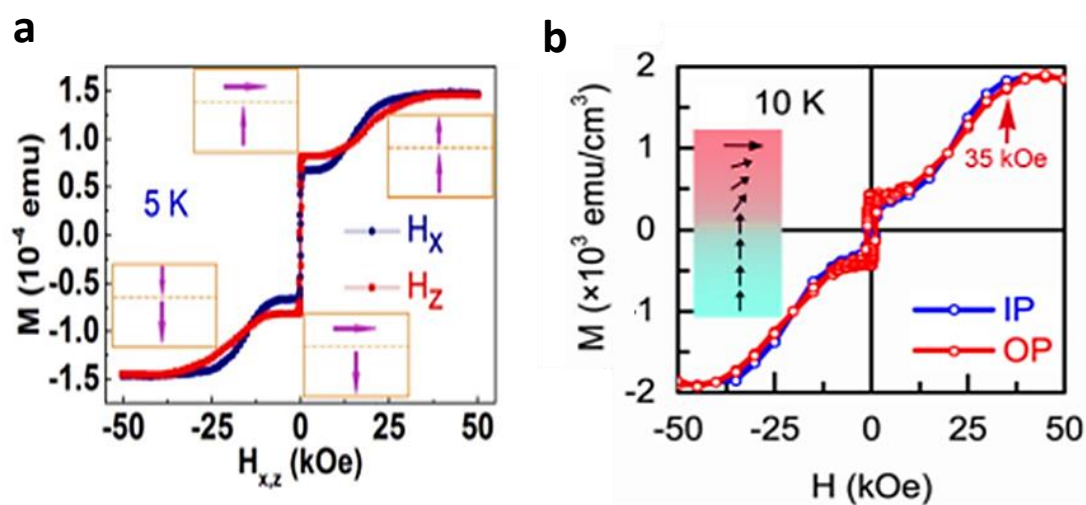 a
M (10⁻⁴ emu)
1.5
1.0
0.5
0.0
-0.5
-1.0
-1.5
5 K
Hx
Hz
-50 -25 0 25 50
Hx,z (kOe)
b
M (×10³ emu/cm³)
2
1
0
-1
-2
10 K
35 kOe
IP
OP
-50 -25 0 25 50
H (kOe)